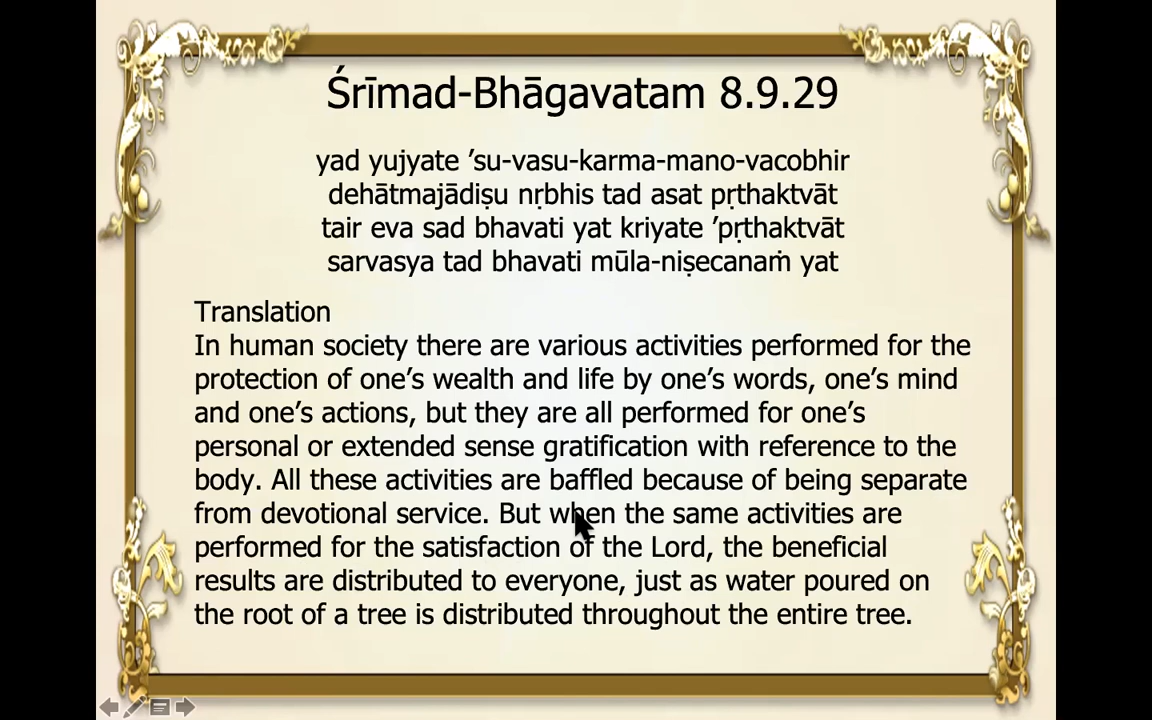 Śrīmad-Bhāgavatam 8.9.29
yad yujyate ’su-vasu-karma-mano-vacobhir
dehātmajādiṣu nṛbhis tad asat pṛthaktvāt
tair eva sad bhavati yat kriyate ’pṛthaktvāt
sarvasya tad bhavati mūla-niṣecanaṁ yat
Translation
In human society there are various activities performed for the
protection of one’s wealth and life by one’s words, one’s mind
and one’s actions, but they are all performed for one’s
personal or extended sense gratification with reference to the
body. All these activities are baffled because of being separate
from devotional service. But when the same activities are
performed for the satisfaction of the Lord, the beneficial
results are distributed to everyone, just as water poured on
the root of a tree is distributed throughout the entire tree.